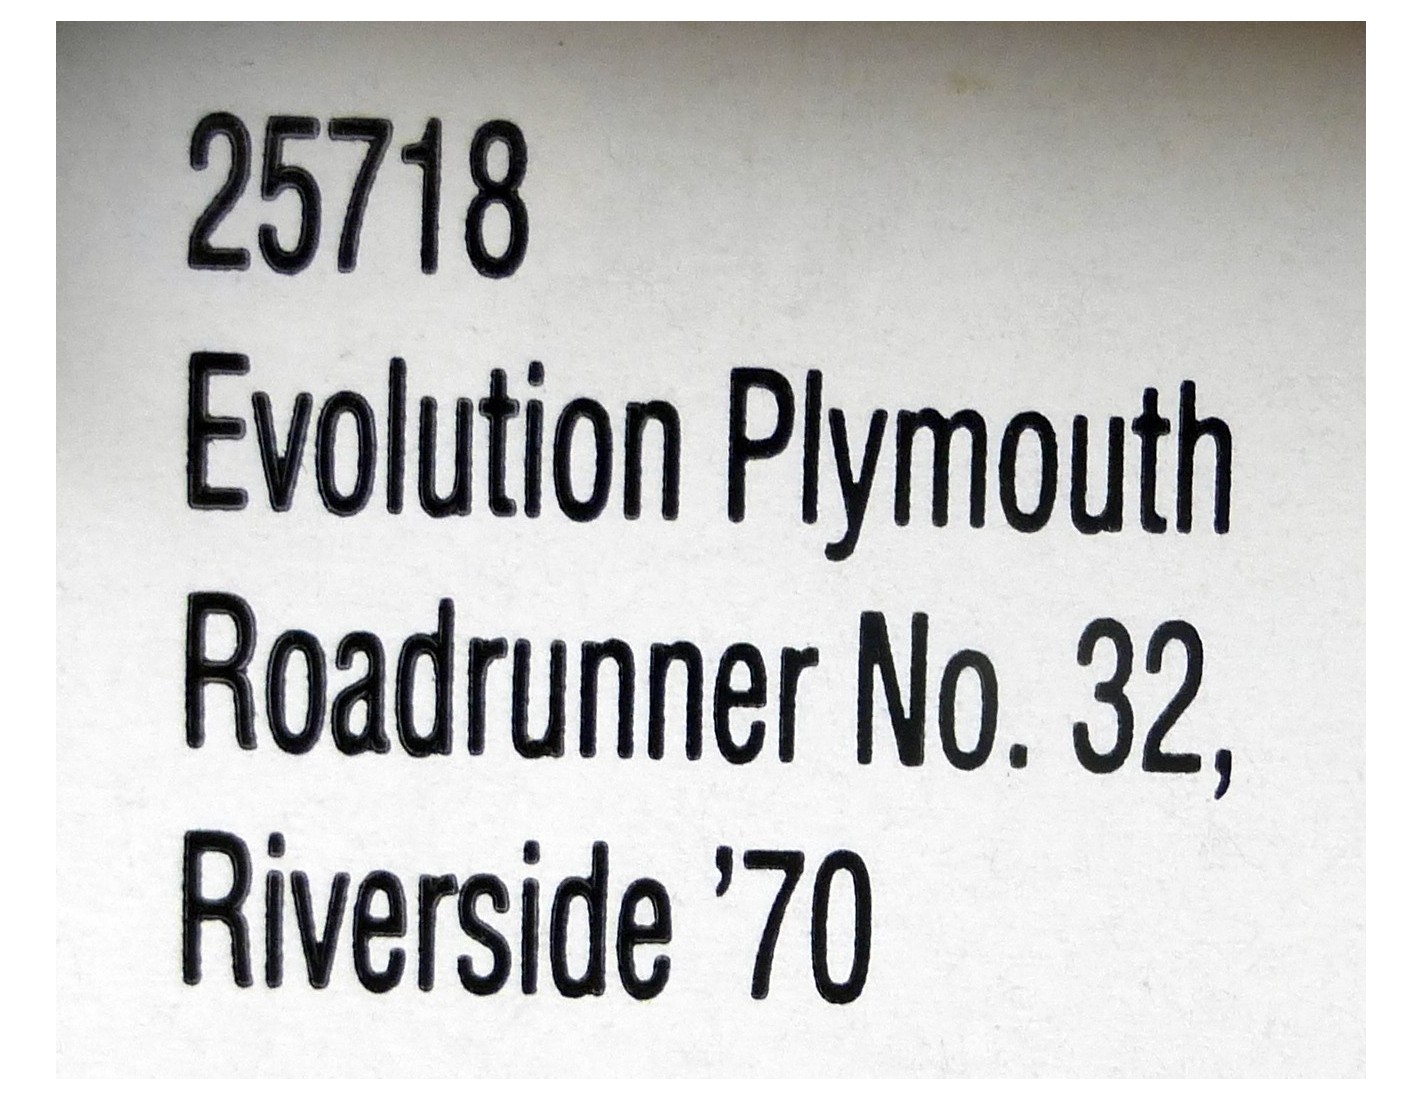 25718
Evolution Plymouth
Roadrunner No. 32,
Riverside ’70